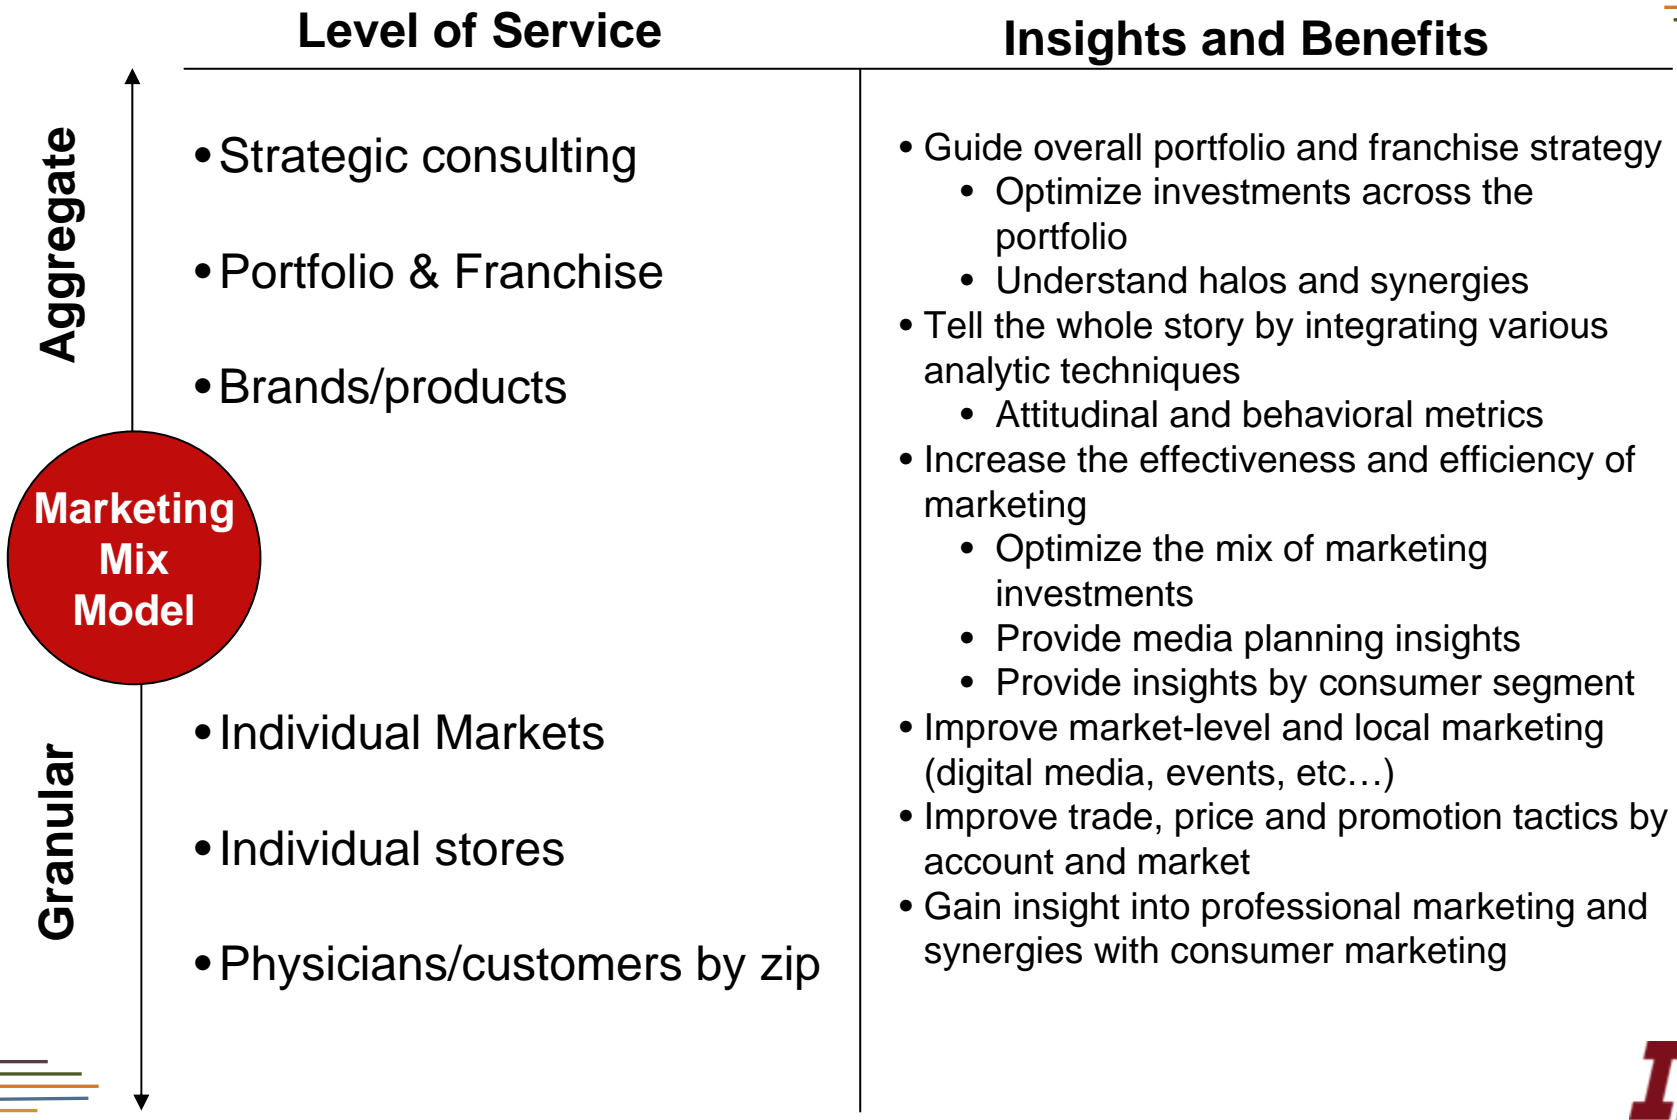 Level of Service
Insights and Benefits
Aggregate
• Strategic consulting
• Portfolio & Franchise
• Brands/products
Marketing
Mix
Model
Granular
• Individual Markets
• Individual stores
• Physicians/customers by zip
• Guide overall portfolio and franchise strategy
• Optimize investments across the
portfolio
• Understand halos and synergies
• Tell the whole story by integrating various
analytic techniques
• Attitudinal and behavioral metrics
• Increase the effectiveness and efficiency of
marketing
• Optimize the mix of marketing
investments
• Provide media planning insights
• Provide insights by consumer segment
• Improve market-level and local marketing
(digital media, events, etc…)
• Improve trade, price and promotion tactics by
account and market
• Gain insight into professional marketing and
synergies with consumer marketing